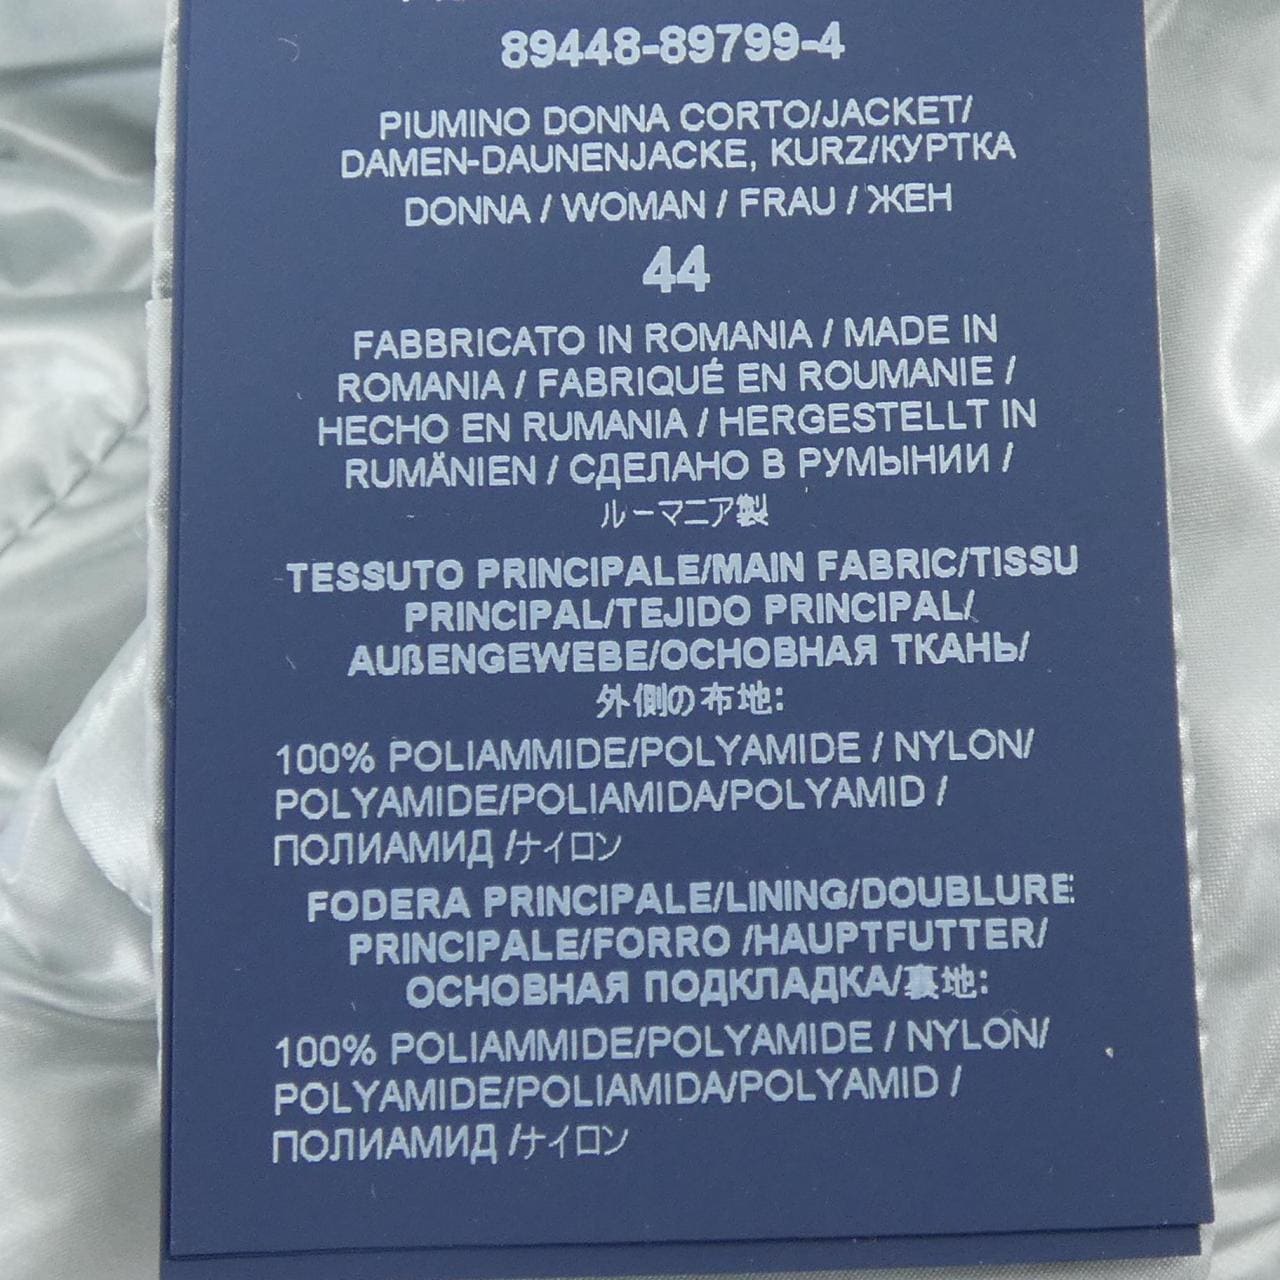 89448-89799-4
PIUMINO DONNA CORTO/JACKET/
DAMEN-DAUNENJACKE, KURZ/КУРТКА
DONNA / WOMAN / FRAU / ЖЕН
44
FABBRICATO IN ROMANIA / MADE IN
ROMANIA / FABRIQUÉ EN ROUMANIE /
HECHO EN RUMANIA / HERGESTELLT IN
RUMÄNIEN / СДЕЛАНО В РУМЫНИИ /
ルーマニア製
TESSUTO PRINCIPALE/MAIN FABRIC/TISSU
PRINCIPAL/TEJIDO PRINCIPAL/
AUßENGEWEBE/ОСНОВНАЯ ТКАНЬ/
外側の布地:
100% POLIAMMIDE/POLYAMIDE / NYLON/
POLYAMIDE/POLIAMIDA/POLYAMID /
ПОЛИАМИД /ナイロン
FODERA PRINCIPALE/LINING/DOUBLURE:
PRINCIPALE/FORRO /HAUPTFUTTER/
ОСНОВНАЯ ПОДКЛАДКА/裏地:
100% POLIAMMIDE/POLYAMIDE / NYLON/
POLYAMIDE/POLIAMIDA/POLYAMID /
ПОЛИАМИД /ナイロン